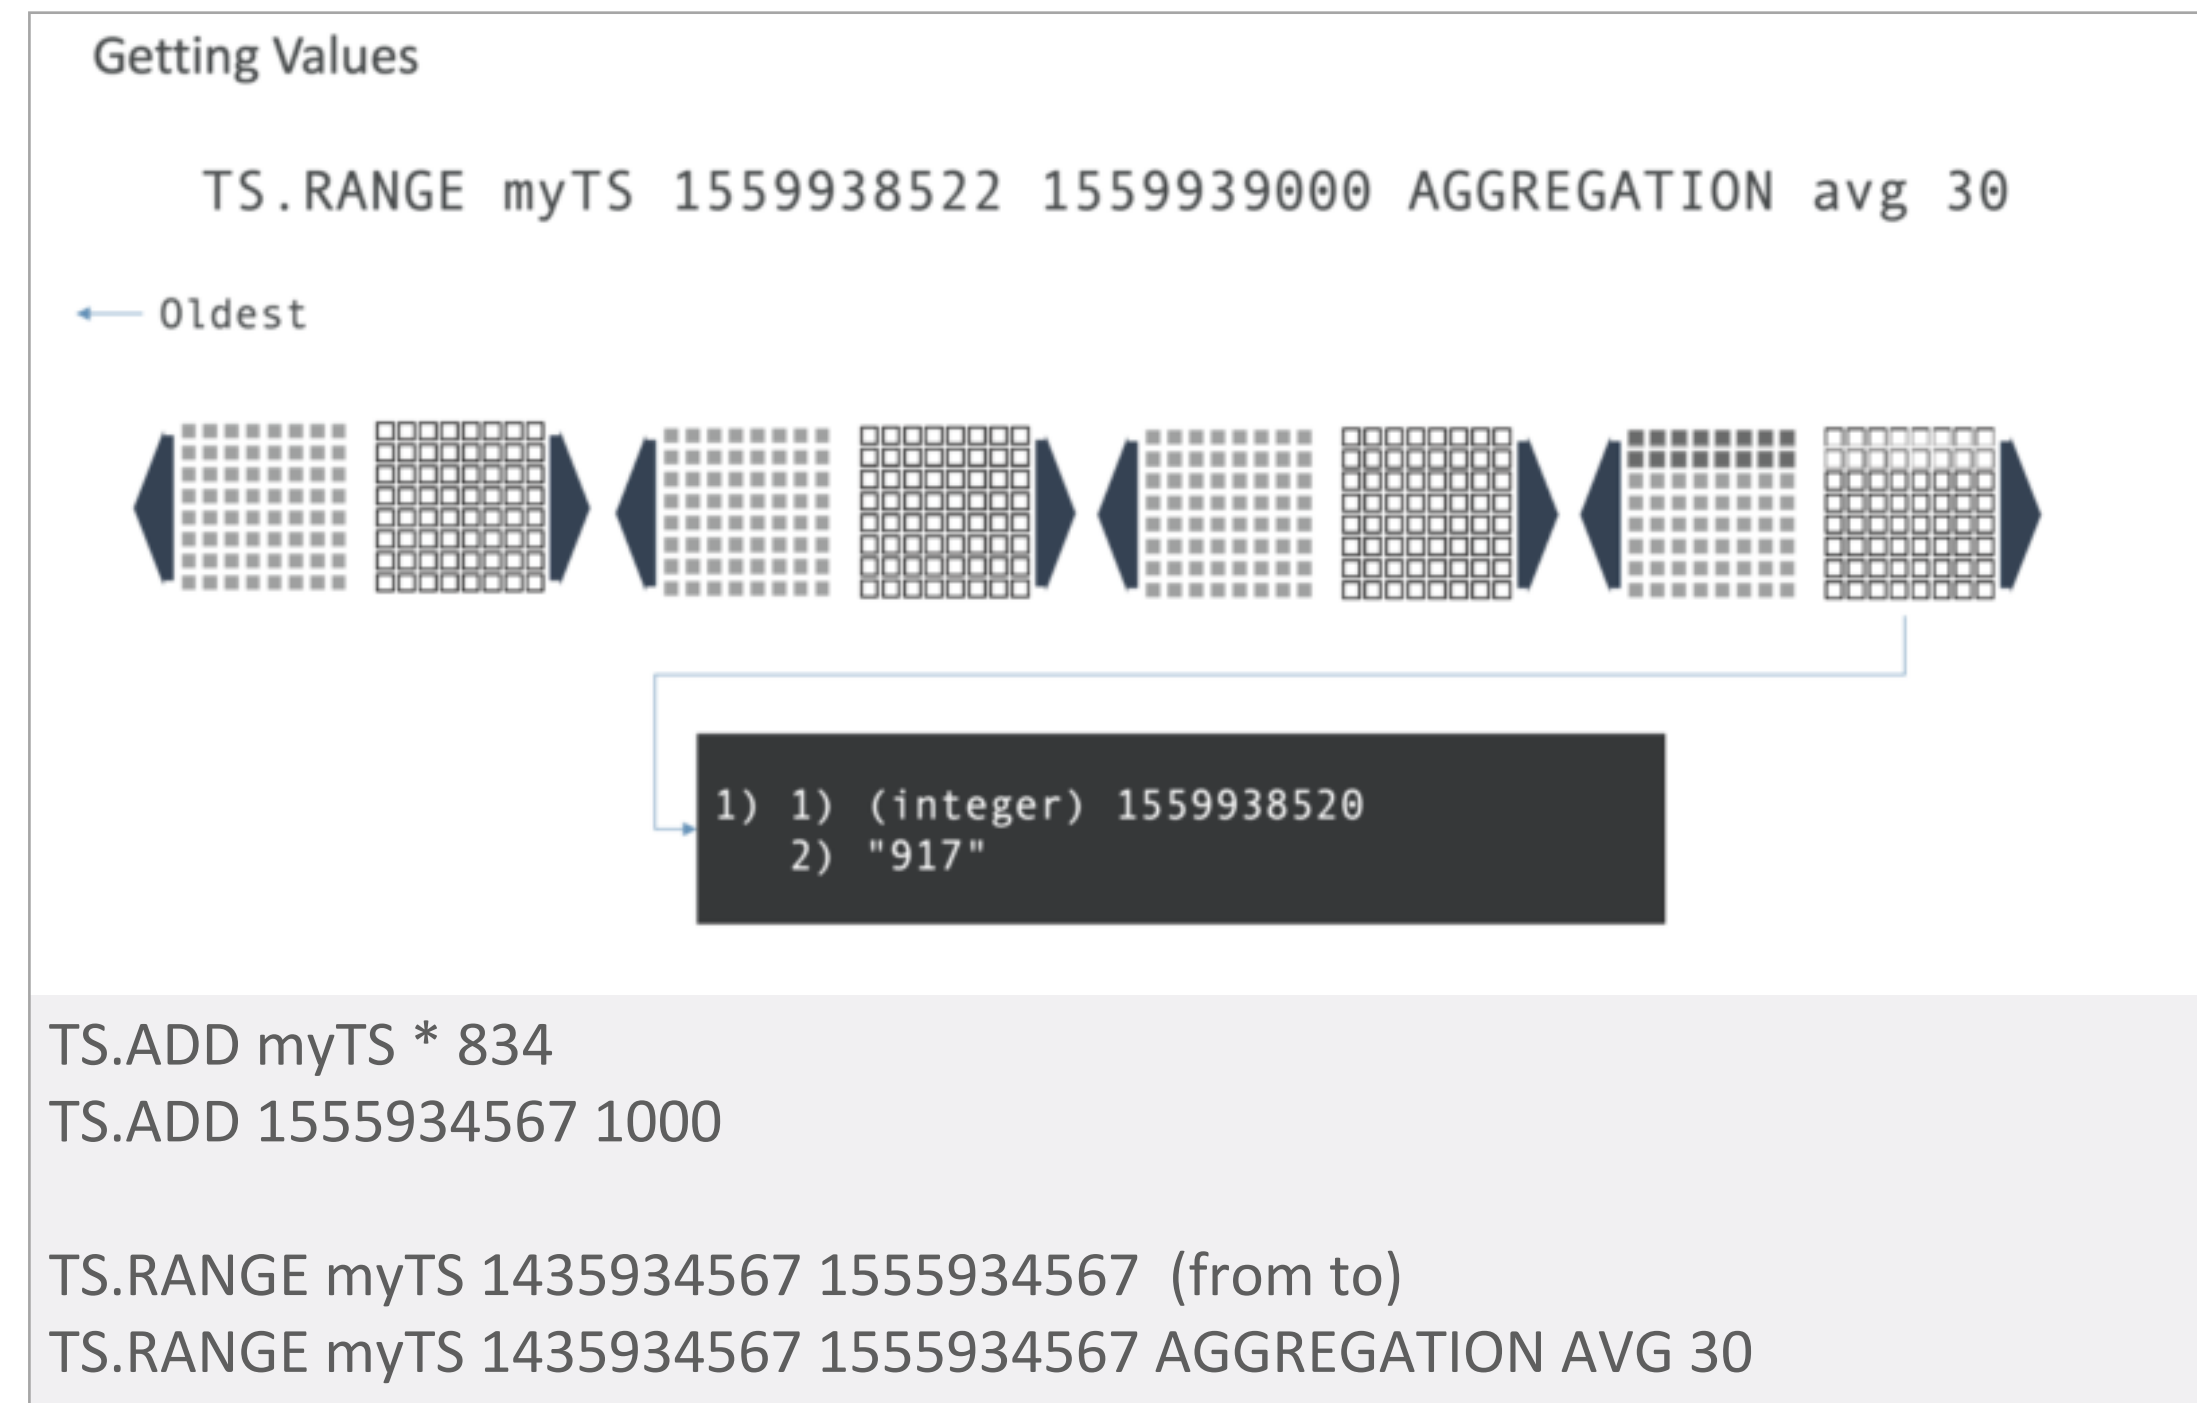 Getting Values
TS.RANGE myTS 1559938522 1559939000 AGGREGATION avg 30
Oldest
1) 1) (integer) 1559938520
2) "917"
TS.ADD myTS * 834
TS.ADD 1555934567 1000
TS.RANGE myTS 1435934567 1555934567 (from to)
TS.RANGE myTS 1435934567 1555934567 AGGREGATION AVG 30